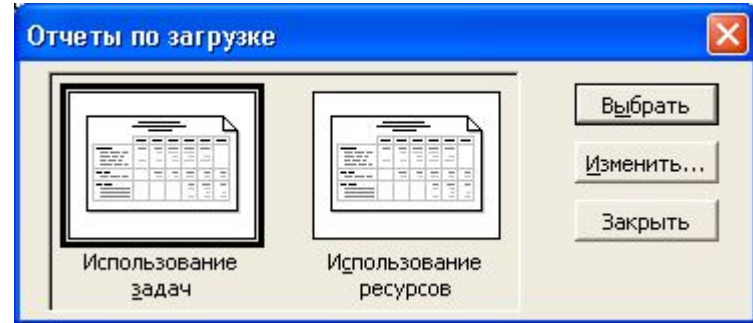 Отчеты по загрузке
Выбрать
Изменить...
Закрыть
Использование
задач
Использование
ресурсов